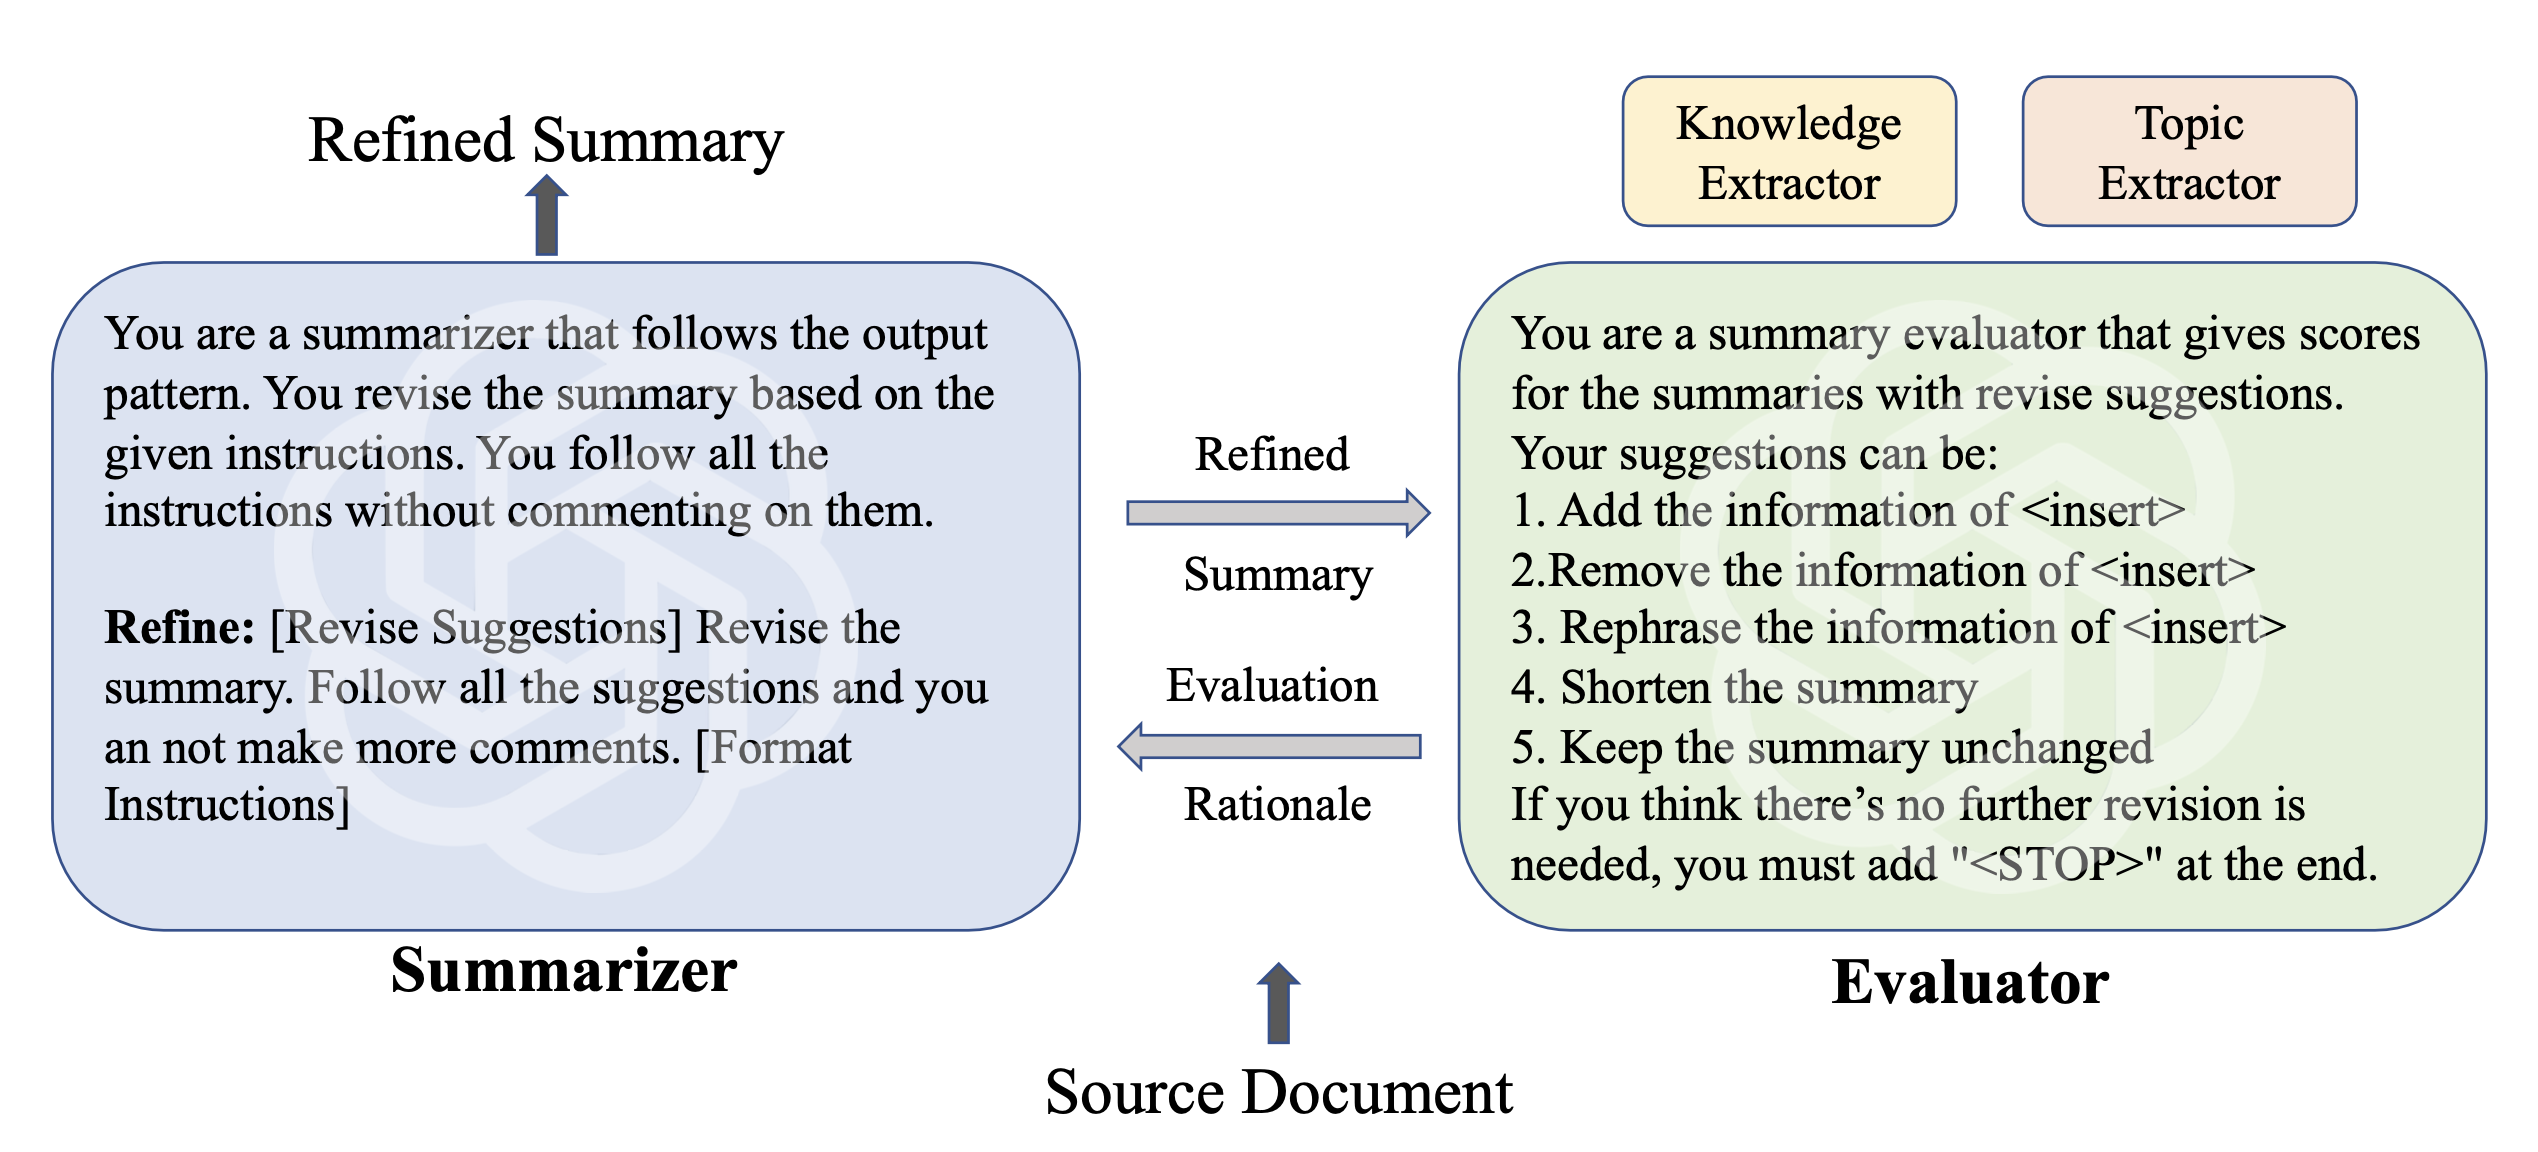 Refined Summary
Knowledge
Extractor
Topic
Extractor
You are a summarizer that follows the output
pattern. You revise the summary based on the
given instructions. You follow all the
instructions without commenting on them.
Refine: [Revise Suggestions] Revise the
summary. Follow all the suggestions and you
an not make more comments. [Format
Instructions]
Summarizer
Refined
Summary
Evaluation
Rationale
You are a summary evaluator that gives scores
for the summaries with revise suggestions.
Your suggestions can be:
1. Add the information of <insert>
2.Remove the information of <insert>
3. Rephrase the information of <insert>
4. Shorten the summary
5. Keep the summary unchanged
If you think there’s no further revision is
needed, you must add "<STOP>" at the end.
Evaluator
Source Document